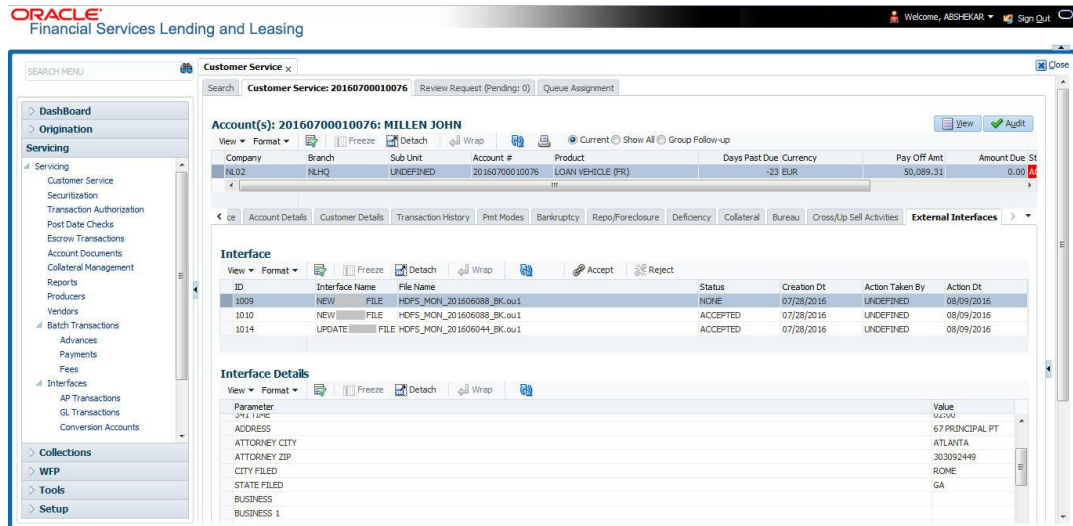 ORACLE
Financial Services Lending and Leasing
Welcome, ABSHEKAR
Sign Out
SEARCH MENU
Customer Service x
Close
Search Customer Service: 20160700010076 Review Request (Pending: 0) Queue Assignment
DashBoard
Origination
Servicing
Servicing
Customer Service
Securitization
Transaction Authorization
Post Date Checks
Escrow Transactions
Account Documents
Collateral Management
Reports
Producers
Vendors
Batch Transactions
Advances
Payments
Fees
Interfaces
AP Transactions
GL Transactions
Conversion Accounts
Collections
WFP
Tools
Setup
Account(s): 20160700010076: MILLEN JOHN
View Audit
View Format Freeze Detach Wrap Current Show All Group Follow-up
Company Branch Sub Unit Account # Product Days Past Due Currency Pay Off Amt Amount Due St
NL02 NLHQ UNDEFINED 20160700010076 LOAN VEHICLE (FR) -23 EUR 50,089.31 0.00 AC
ce Account Details Customer Details Transaction History Pmt Modes Bankruptcy Repo/Foreclosure Deficiency Collateral Bureau Cross/Up Sell Activities External Interfaces
Interface
View Format Freeze Detach Wrap Accept Reject
ID Interface Name File Name Status Creation Dt Action Taken By Action Dt
1009 NEW FILE HDFS_MON_201606088_BK.ou1 NONE 07/28/2016 UNDEFINED 08/09/2016
1010 NEW FILE HDFS_MON_201606088_BK.ou1 ACCEPTED 07/28/2016 UNDEFINED 08/09/2016
1014 UPDATE FILE HDFS_MON_201606044_BK.ou1 ACCEPTED 07/28/2016 UNDEFINED 08/09/2016
Interface Details
View Format Freeze Detach Wrap
Parameter Value
341 TIME 02:00
ADDRESS 67 PRINCIPAL PT
ATTORNEY CITY ATLANTA
ATTORNEY ZIP 303092449
CITY FILED ROME
STATE FILED GA
BUSINESS
BUSINESS 1